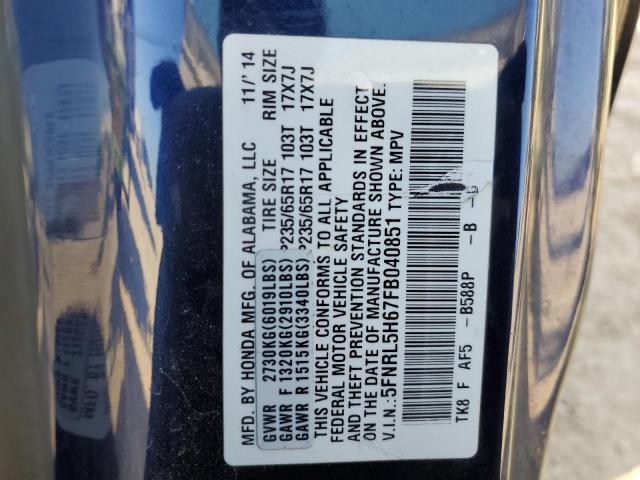 MFD. BY HONDA MFG. OF ALABAMA, LLC 11/'14
GVWR 2730KG(6019LBS) TIRE SIZE RIM SIZE
GAWR F 1320KG(2910LBS) P235/65R17 103T 17X7J
GAWR R 1515KG(3340LBS) P235/65R17 103T 17X7J
THIS VEHICLE CONFORMS TO ALL APPLICABLE
FEDERAL MOTOR VEHICLE SAFETY
AND THEFT PREVENTION STANDARDS IN EFFECT
ON THE DATE OF MANUFACTURE SHOWN ABOVE.
V.I.N.:5FNRL5H67FB040851 TYPE: MPV
TK8 F AF5 -B588P -B